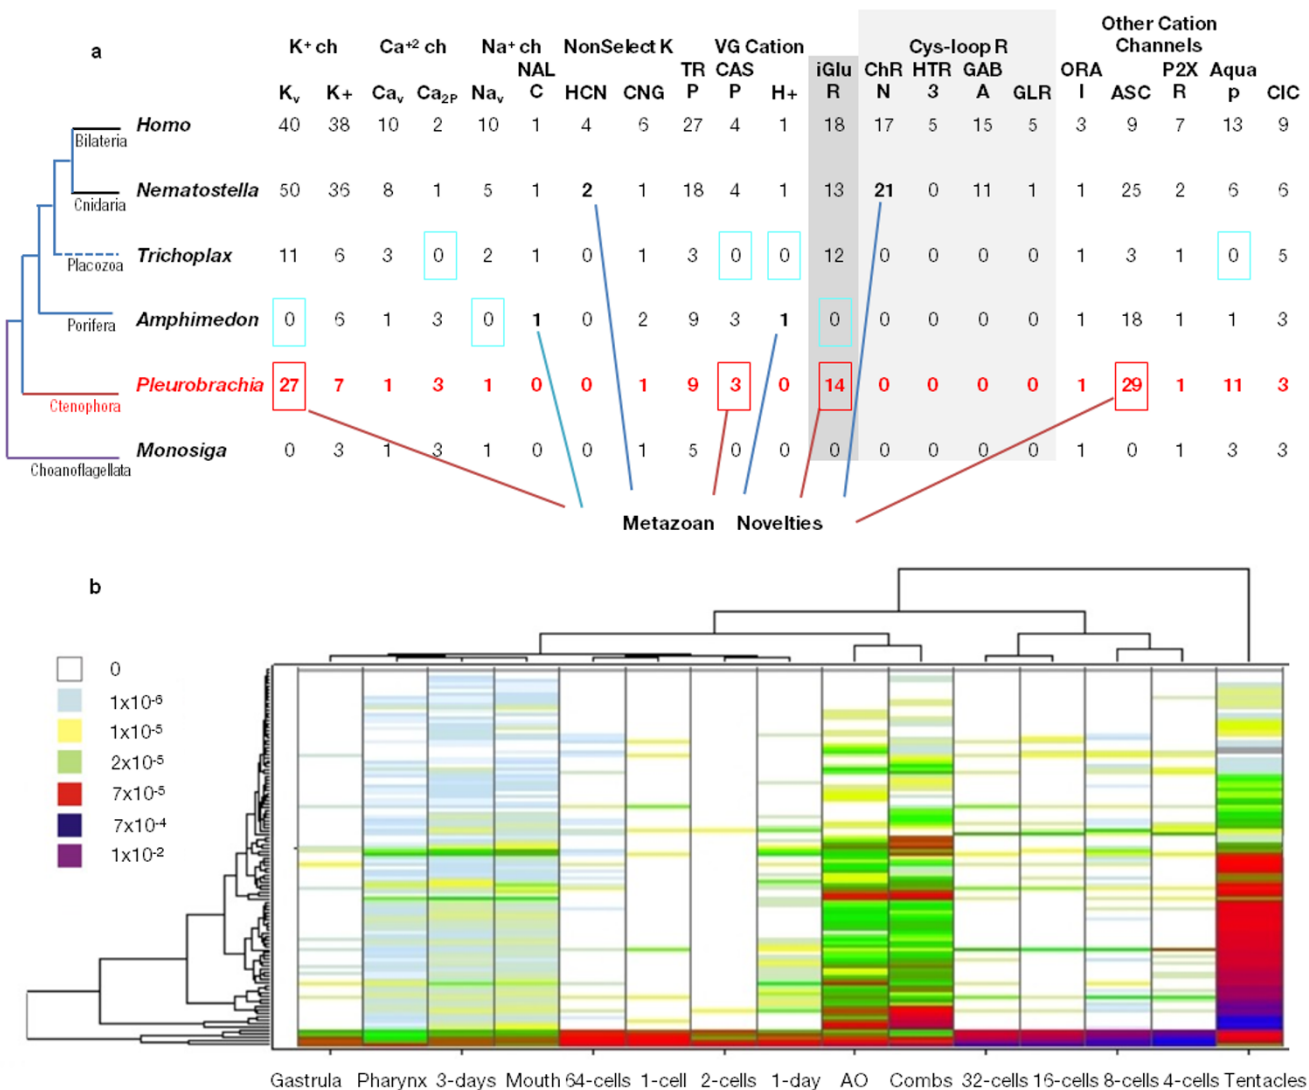 a
K+ ch Ca+2 ch Na+ ch NonSelect K VG Cation Cys-loop R Other Cation Channels
Kv K+ Cav Ca2P Nav NALC HCN CNG TRP CASP H+ iGluR ChRN HTR3 GABA GLR ORAI ASC P2XR Aquap ClC
Bilateria Homo 40 38 10 2 10 1 4 6 27 4 1 18 17 5 15 5 3 9 7 13 9
Cnidaria Nematostella 50 36 8 1 5 1 2 1 18 4 1 13 21 0 11 1 1 25 2 6 6
Placozoa Trichoplax 11 6 3 0 2 1 0 1 3 0 0 12 0 0 0 0 1 3 1 0 5
Porifera Amphimedon 0 6 1 3 0 1 0 2 9 3 1 0 0 0 0 0 1 18 1 1 3
Ctenophora Pleurobrachia 27 7 1 3 1 0 0 1 9 3 0 14 0 0 0 0 1 29 1 11 3
Choanoflagellata Monosiga 0 3 1 3 1 0 0 1 5 0 0 0 0 0 0 0 1 0 1 3 3
Metazoan Novelties
b
0
1x10-6
1x10-5
2x10-5
7x10-5
7x10-4
1x10-2
Gastrula Pharynx 3-days Mouth 64-cells 1-cell 2-cells 1-day AO Combs 32-cells 16-cells 8-cells 4-cells Tentacles